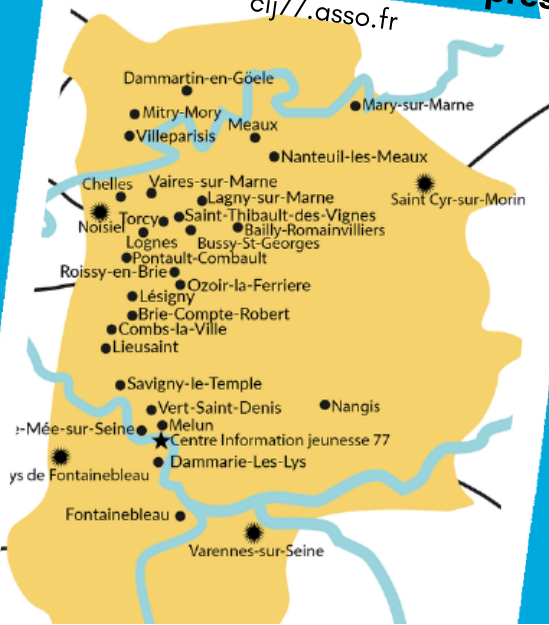 clj77.asso.fr
Dammartin-en-Göele
Mitry-Mory
Mary-sur-Marne
Meaux
Villeparisis
Nanteuil-les-Meaux
Chelles
Vaires-sur-Marne
Lagny-sur-Marne
Saint Cyr-sur-Morin
Noisiel
Torcy
Saint-Thibault-des-Vignes
Bailly-Romainvilliers
Lognes
Bussy-St-Georges
Pontault-Combault
Roissy-en-Brie
Ozoir-la-Ferriere
Lésigny
Brie-Compte-Robert
Combs-la-Ville
Lieusaint
Savigny-le-Temple
Vert-Saint-Denis
Nangis
e-Mée-sur-Seine
Melun
Centre Information jeunesse 77
ys de Fontainebleau
Dammarie-Les-Lys
Fontainebleau
Varennes-sur-Seine